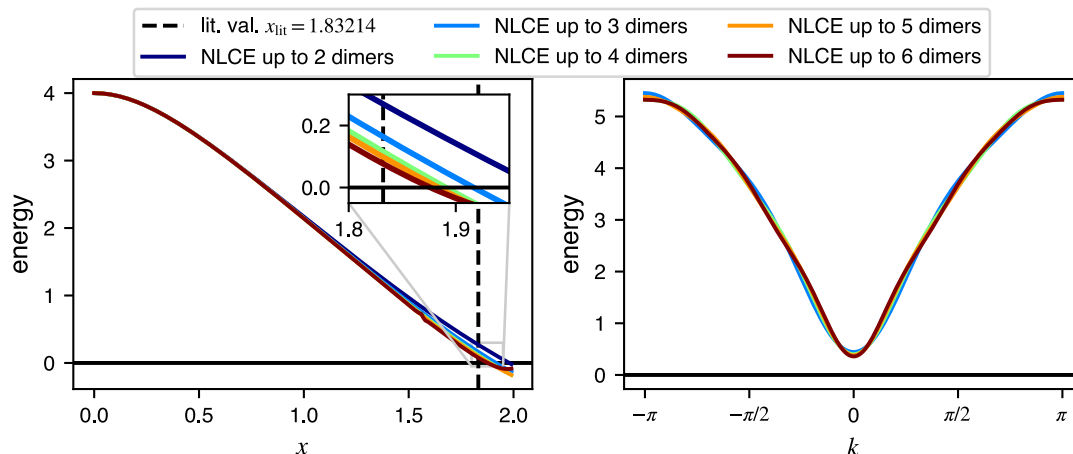 lit. val. x_lit = 1.83214
NLCE up to 2 dimers
NLCE up to 3 dimers
NLCE up to 4 dimers
NLCE up to 5 dimers
NLCE up to 6 dimers
energy
4
3
2
1
0
0.2
0.0
1.8
1.9
0.0
0.5
1.0
1.5
2.0
x
energy
5
4
3
2
1
0
−π
−π/2
0
π/2
π
k